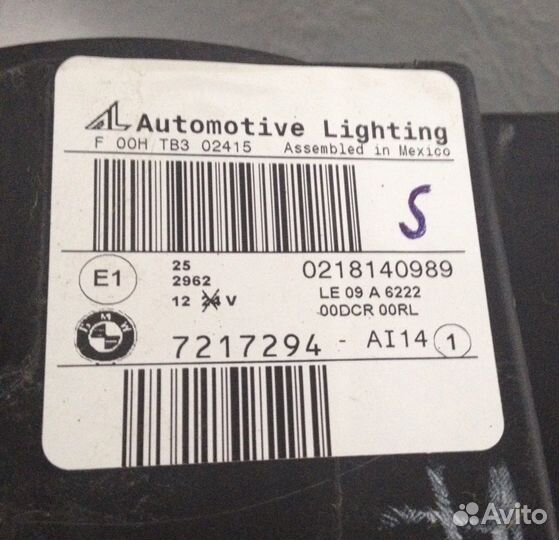 AL Automotive Lighting
F 00H TB3 02415 Assembled in Mexico
S
E1
25
2962
12 24 V
0218140989
LE 09 A 6222
00DCR 00RL
BMW
7217294 - AI14 1
Avito